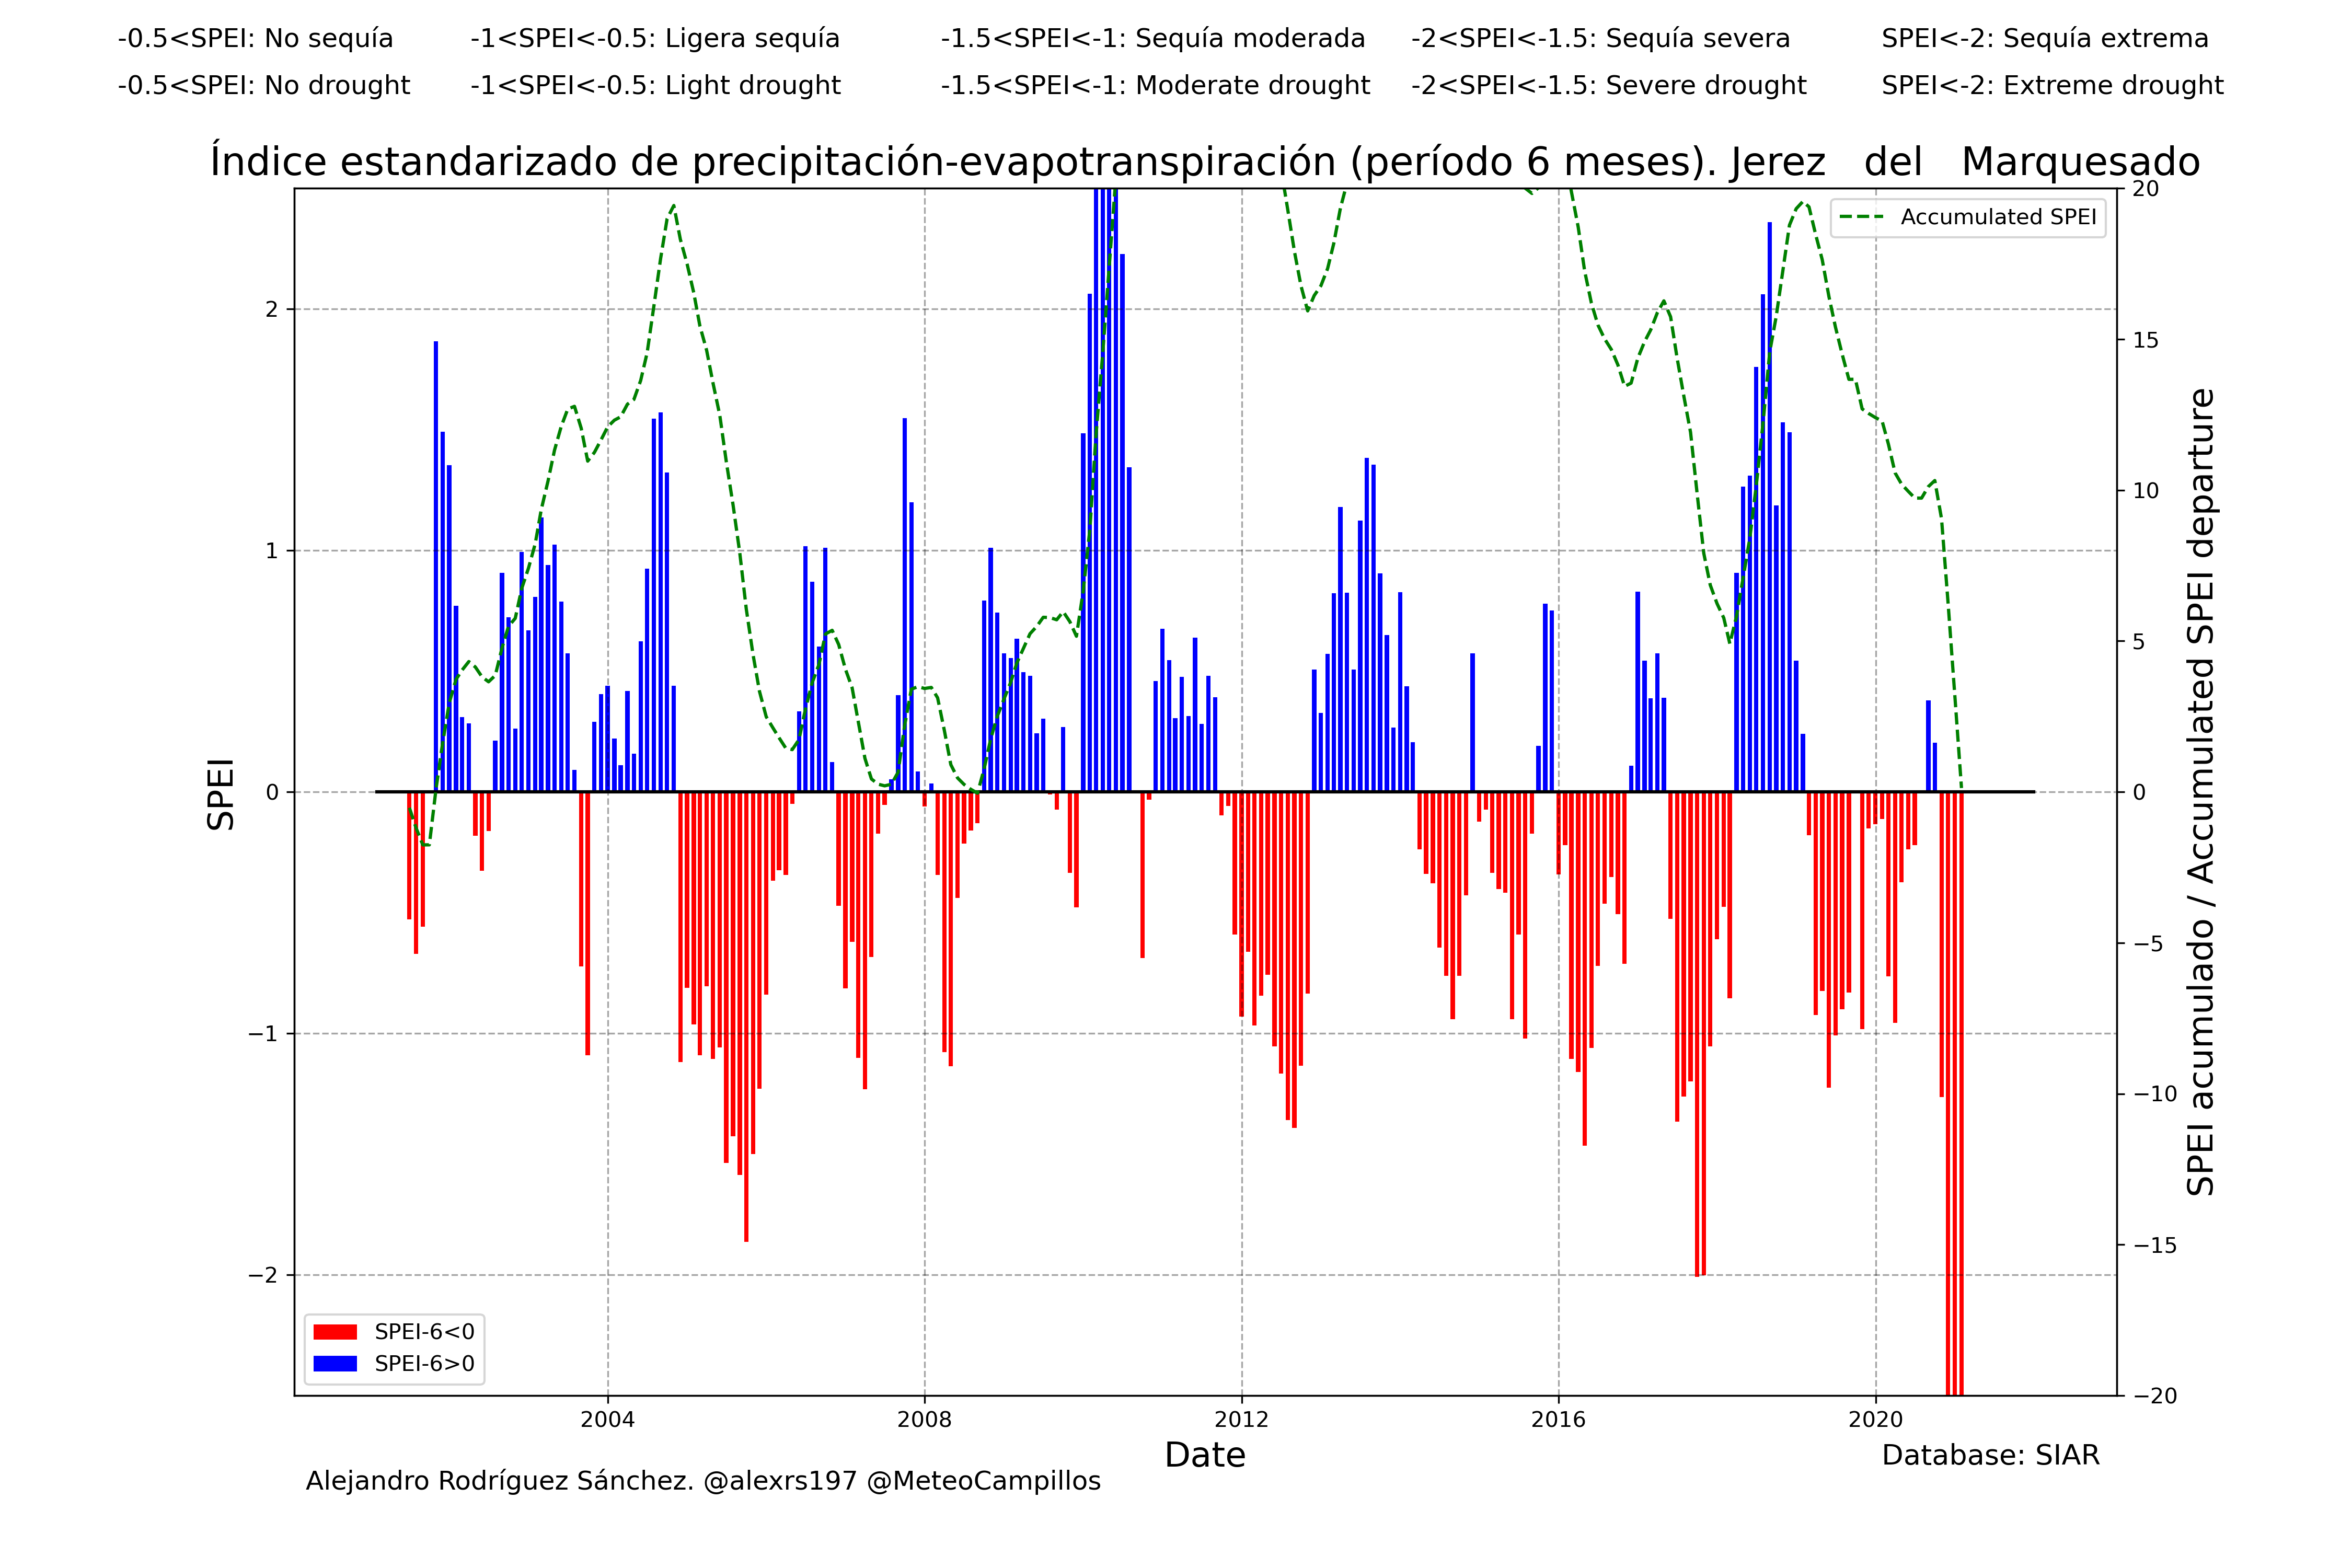 -0.5<SPEI: No sequía -1<SPEI<-0.5: Ligera sequía -1.5<SPEI<-1: Sequía moderada -2<SPEI<-1.5: Sequía severa SPEI<-2: Sequía extrema
-0.5<SPEI: No drought -1<SPEI<-0.5: Light drought -1.5<SPEI<-1: Moderate drought -2<SPEI<-1.5: Severe drought SPEI<-2: Extreme drought
Índice estandarizado de precipitación-evapotranspiración (período 6 meses). Jerez del Marquesado
Accumulated SPEI
SPEI
2
1
0
−1
−2
20
15
10
5
0
−5
−10
−15
−20
SPEI acumulado / Accumulated SPEI departure
SPEI-6<0
SPEI-6>0
2004 2008 2012 2016 2020
Date
Database: SIAR
Alejandro Rodríguez Sánchez. @alexrs197 @MeteoCampillos